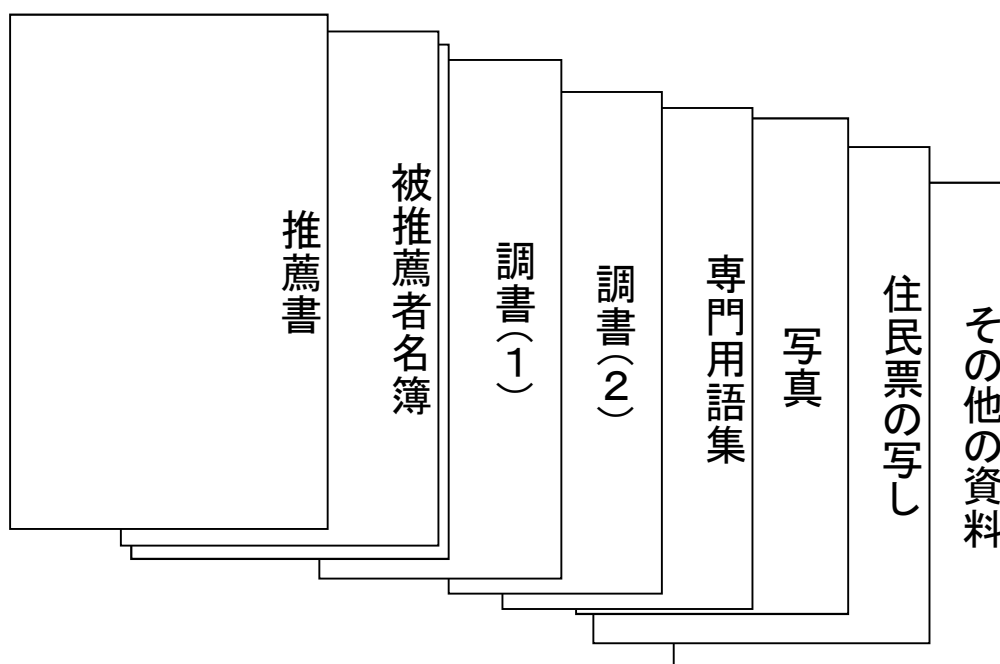 推薦書
被推薦者名簿
調書(1)
調書(2)
専門用語集
写真
住民票の写し
その他の資料